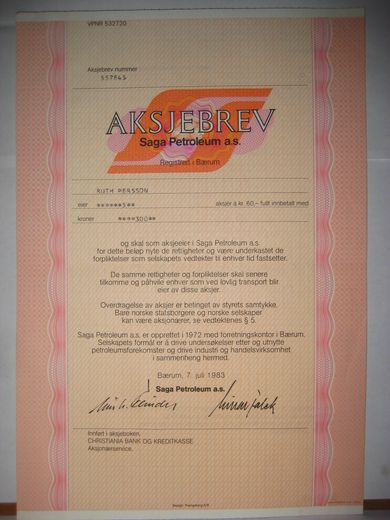 VPNR 532720
Aksjebrev nummer
AKSJEBREV
Saga Petroleum a.s.
Registrert i Bærum
RUTH PERSSON
eier ******5** aksjer à kr. 60,- fullt innbetalt med
kroner ****300**
og skal som aksjeeier i Saga Petroleum a.s.
for dette beløp nyte de rettigheter og være underkastet de
forpliktelser som selskapets vedtekter til enhver tid fastsetter.
De samme rettigheter og forpliktelser skal senere
tilkomme og påhvile enhver som ved lovlig transport blir
eier av disse aksjer.
Overdragelse av aksjer er betinget av styrets samtykke.
Bare norske statsborgere og norske selskaper
kan være aksjonærer, se vedtektenes § 5.
Saga Petroleum a.s. er opprettet i 1972 med forretningskontor i Bærum.
Selskapets formål er å drive undersøkelser etter og utnytte
petroleumsforekomster og drive industri og handelsvirksomhet
i sammenheng hermed.
Bærum, 7. juli 1983
Saga Petroleum a.s.
Innført i aksjeboken,
CHRISTIANIA BANK OG KREDITKASSE
Aksjonærservice.